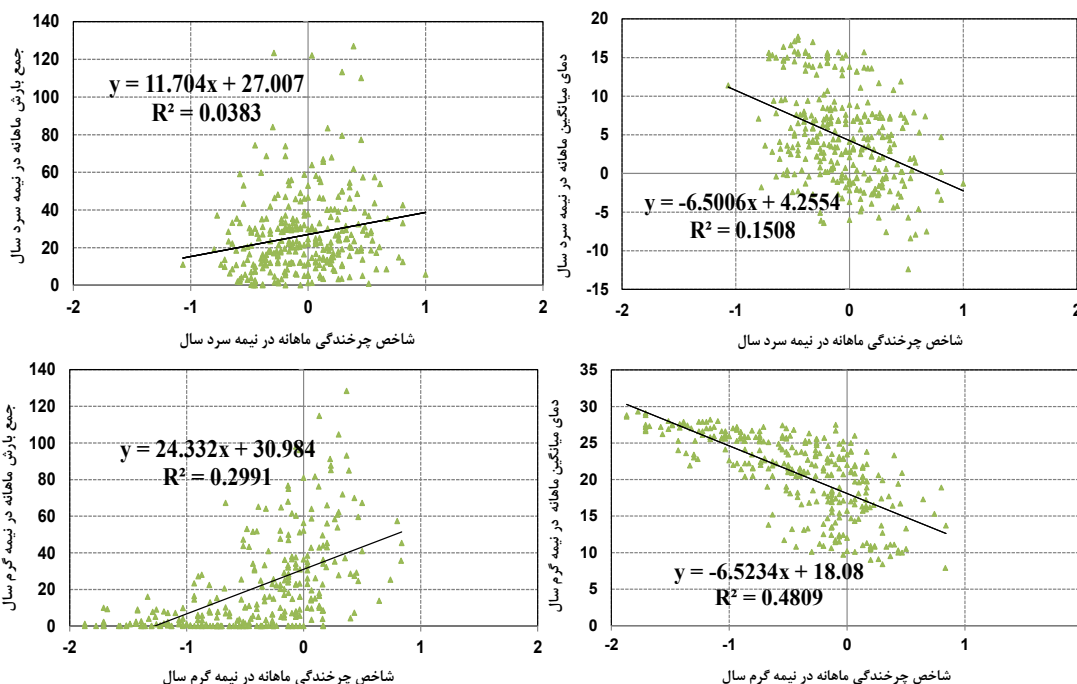 جمع بارش ماهانه در نیمه سرد سال
140
120
100
80
60
40
20
0
y = 11.704x + 27.007
R² = 0.0383
-2 -1 0 1 2
شاخص چرخندگی ماهانه در نیمه سرد سال
دمای میانگین ماهانه در نیمه سرد سال
20
15
10
5
0
-5
-10
-15
y = -6.5006x + 4.2554
R² = 0.1508
-2 -1 0 1 2
شاخص چرخندگی ماهانه در نیمه سرد سال
جمع بارش ماهانه در نیمه گرم سال
140
120
100
80
60
40
20
0
y = 24.332x + 30.984
R² = 0.2991
-2 -1 0 1 2
شاخص چرخندگی ماهانه در نیمه گرم سال
دمای میانگین ماهانه در نیمه گرم سال
35
30
25
20
15
10
5
0
y = -6.5234x + 18.08
R² = 0.4809
-2 -1 0 1
شاخص چرخندگی ماهانه در نیمه گرم سال